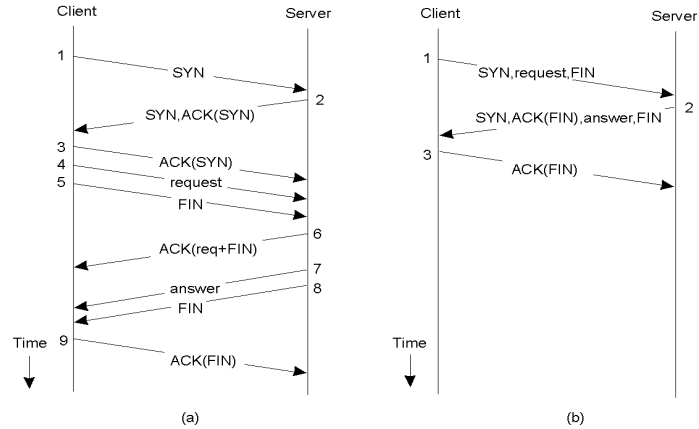 Client
Server
1
SYN
2
SYN,ACK(SYN)
3
ACK(SYN)
4
request
5
FIN
6
ACK(req+FIN)
7
answer
8
FIN
9
Time
ACK(FIN)
(a)
Client
Server
1
SYN,request,FIN
2
SYN,ACK(FIN),answer,FIN
3
ACK(FIN)
Time
(b)